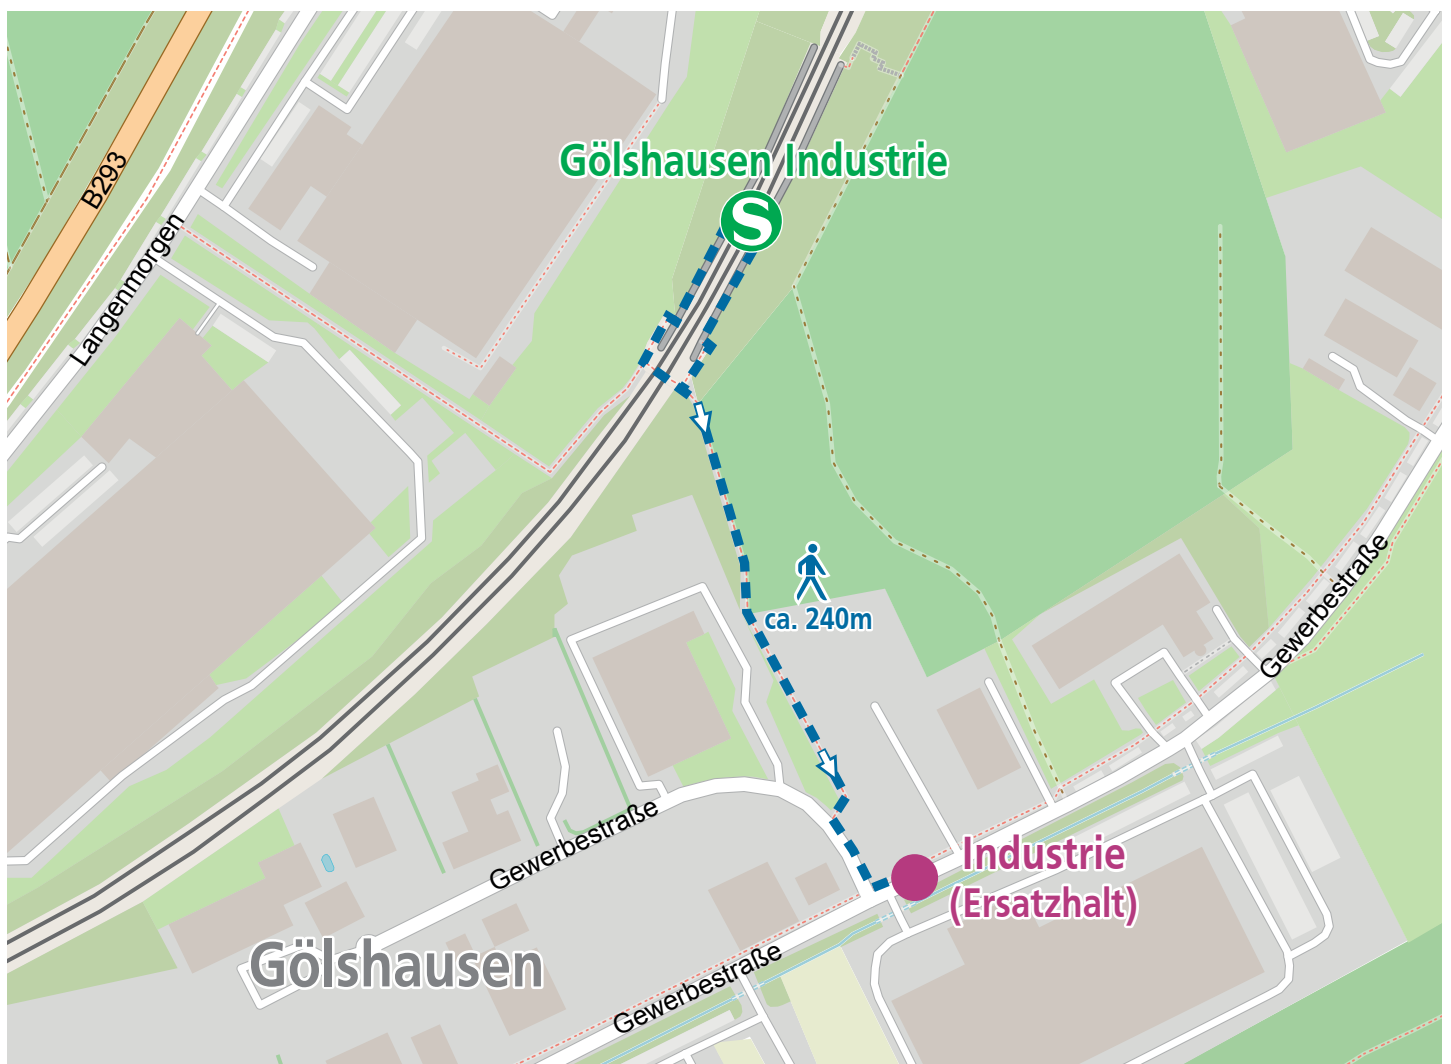 B293
Langenmorgen
Gölshausen Industrie
S
ca. 240m
Gewerbestraße
Gewerbestraße
Industrie
(Ersatzhalt)
Gölshausen
Gewerbestraße